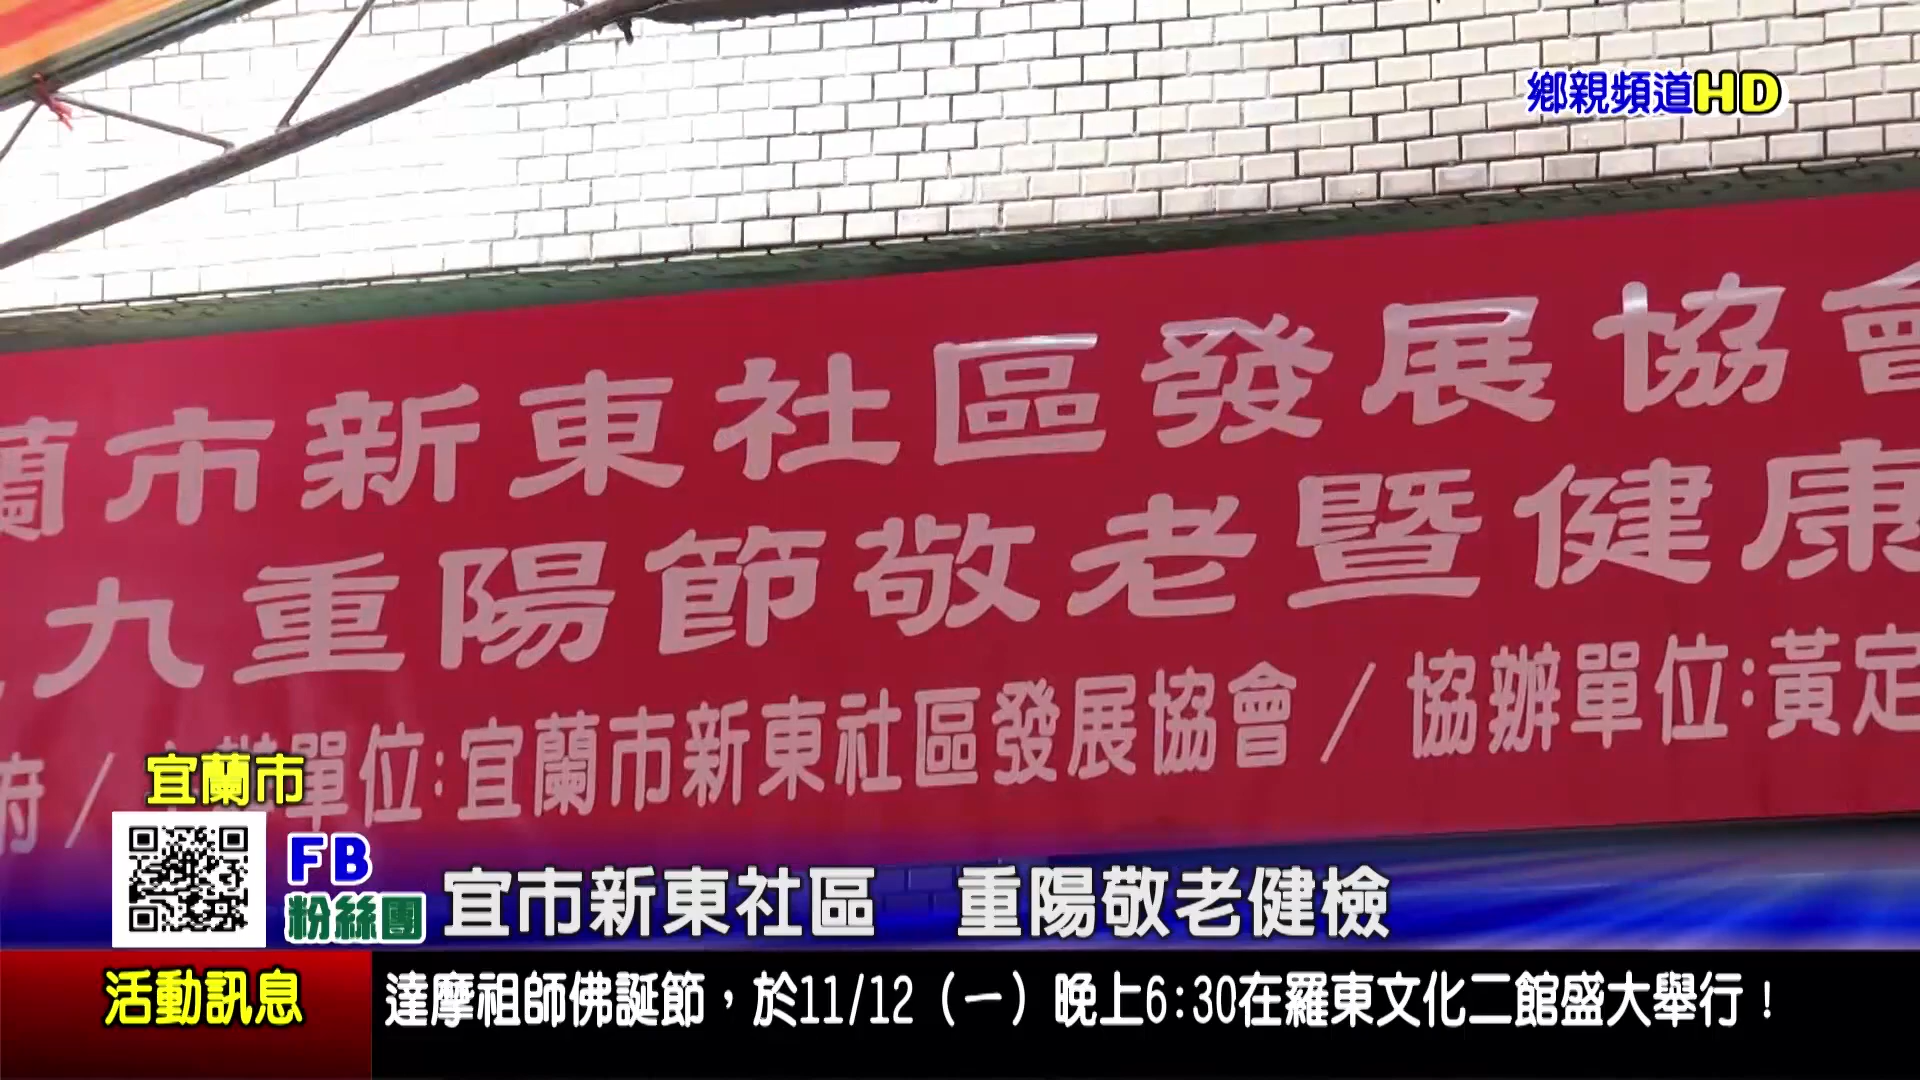 鄉親頻道HD
蘭市新東社區發展協會
九重陽節敬老暨健康
府/主辦單位:宜蘭市新東社區發展協會/協辦單位:黃定
宜蘭市
FB
粉絲團
宜市新東社區 重陽敬老健檢
活動訊息
達摩祖師佛誕節，於11/12（一）晚上6:30在羅東文化二館盛大舉行！